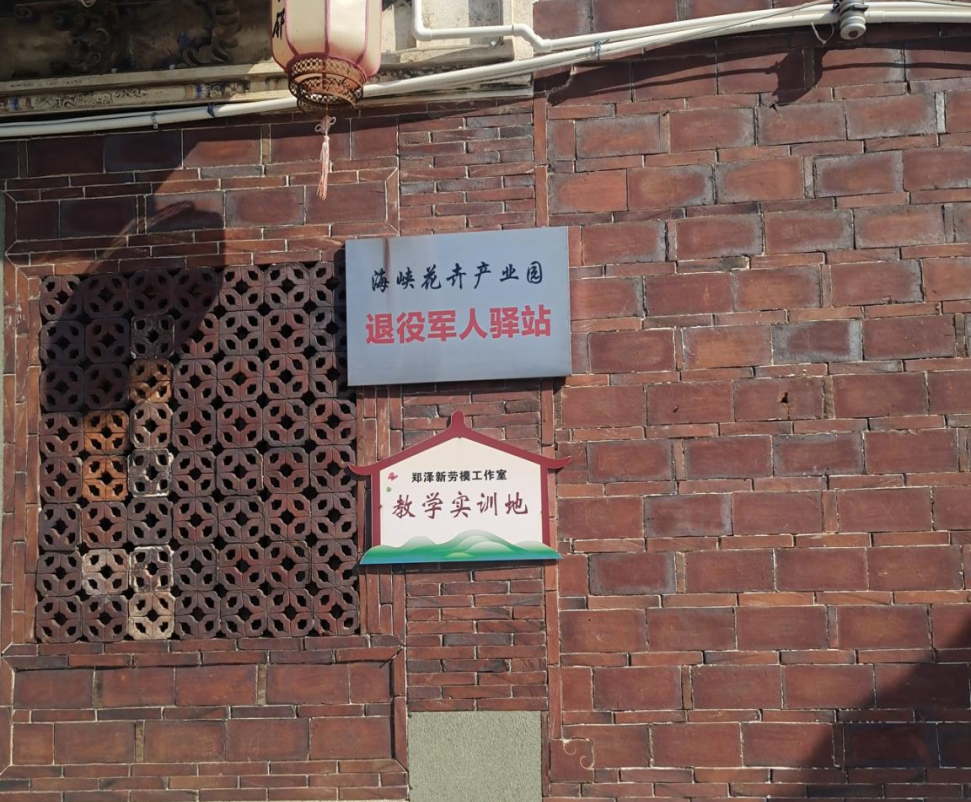 海峡花卉产业园
退役军人驿站
郑泽新劳模工作室
教学实训地